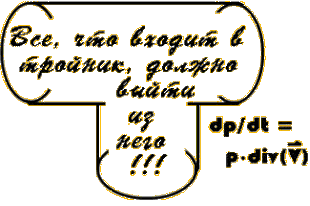 Все, что входит в
тройник, должно
выйти
из
него
!!!
dp/dt =
p·div(V⃗)